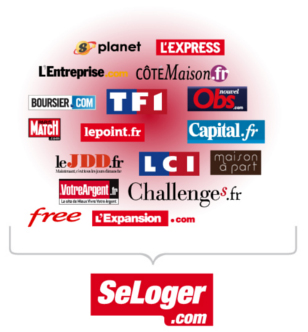 planet L'EXPRESS
L'Entreprise.com CÔTÉMaison.fr
BOURSIER.COM TF1 nouvel Obs.com
MATCH lepoint.fr Capital.fr
leJDD.fr LCI maison à part
VotreArgent.fr Challenges.fr
free L'Expansion.com
SeLoger
.com